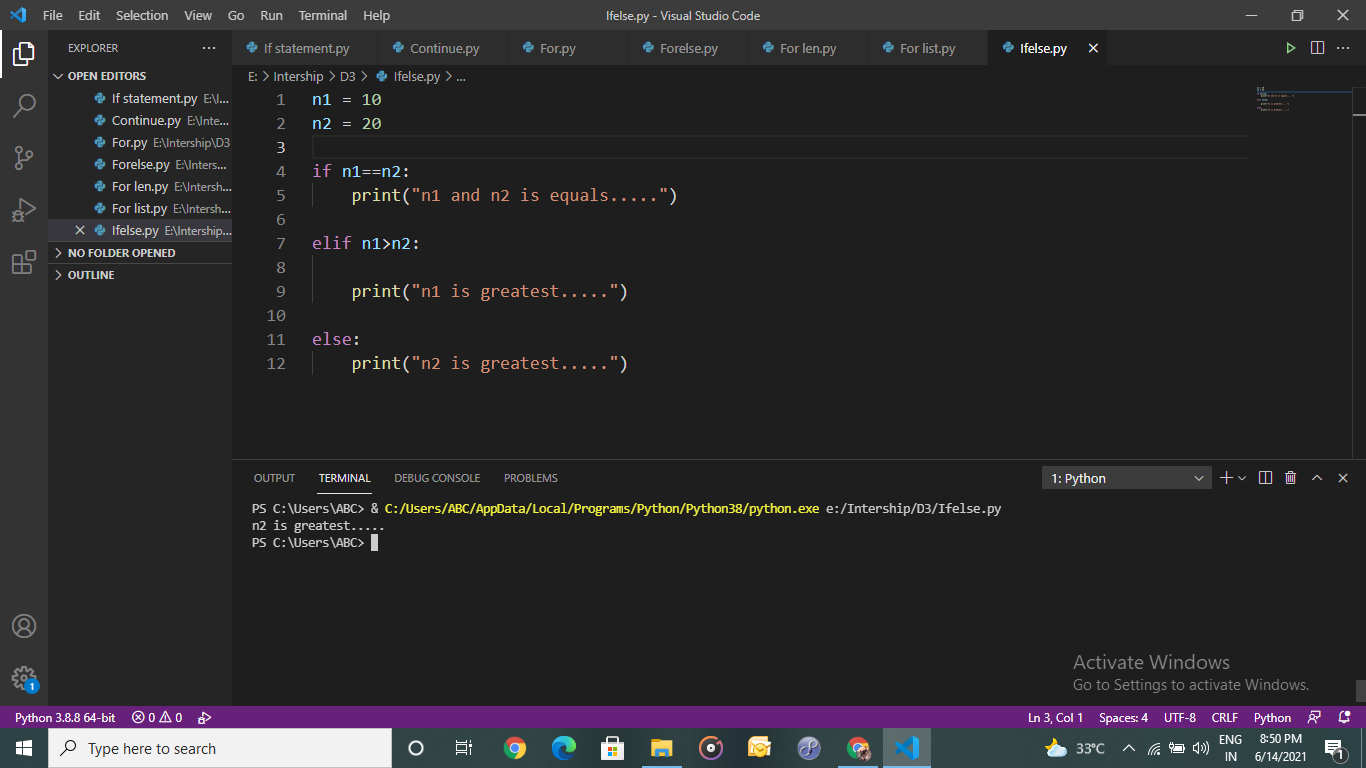 File Edit Selection View Go Run Terminal Help Ifelse.py - Visual Studio Code
EXPLORER ···
OPEN EDITORS
If statement.py E:\I...
Continue.py E:\Inte...
For.py E:\Intership\D3
Forelse.py E:\Inters...
For len.py E:\Intersh...
For list.py E:\Intersh...
Ifelse.py E:\Intership...
NO FOLDER OPENED
OUTLINE
If statement.py Continue.py For.py Forelse.py For len.py For list.py Ifelse.py
E: > Intership > D3 > Ifelse.py > ...
1 n1 = 10
2 n2 = 20
3
4 if n1==n2:
5 print("n1 and n2 is equals.....")
6
7 elif n1>n2:
8
9 print("n1 is greatest.....")
10
11 else:
12 print("n2 is greatest.....")
OUTPUT TERMINAL DEBUG CONSOLE PROBLEMS 1: Python
PS C:\Users\ABC> & C:/Users/ABC/AppData/Local/Programs/Python/Python38/python.exe e:/Intership/D3/Ifelse.py
n2 is greatest.....
PS C:\Users\ABC>
Activate Windows
Go to Settings to activate Windows.
1
Python 3.8.8 64-bit 0 0 Ln 3, Col 1 Spaces: 4 UTF-8 CRLF Python
Type here to search 33°C ENG IN 8:50 PM 6/14/2021 1